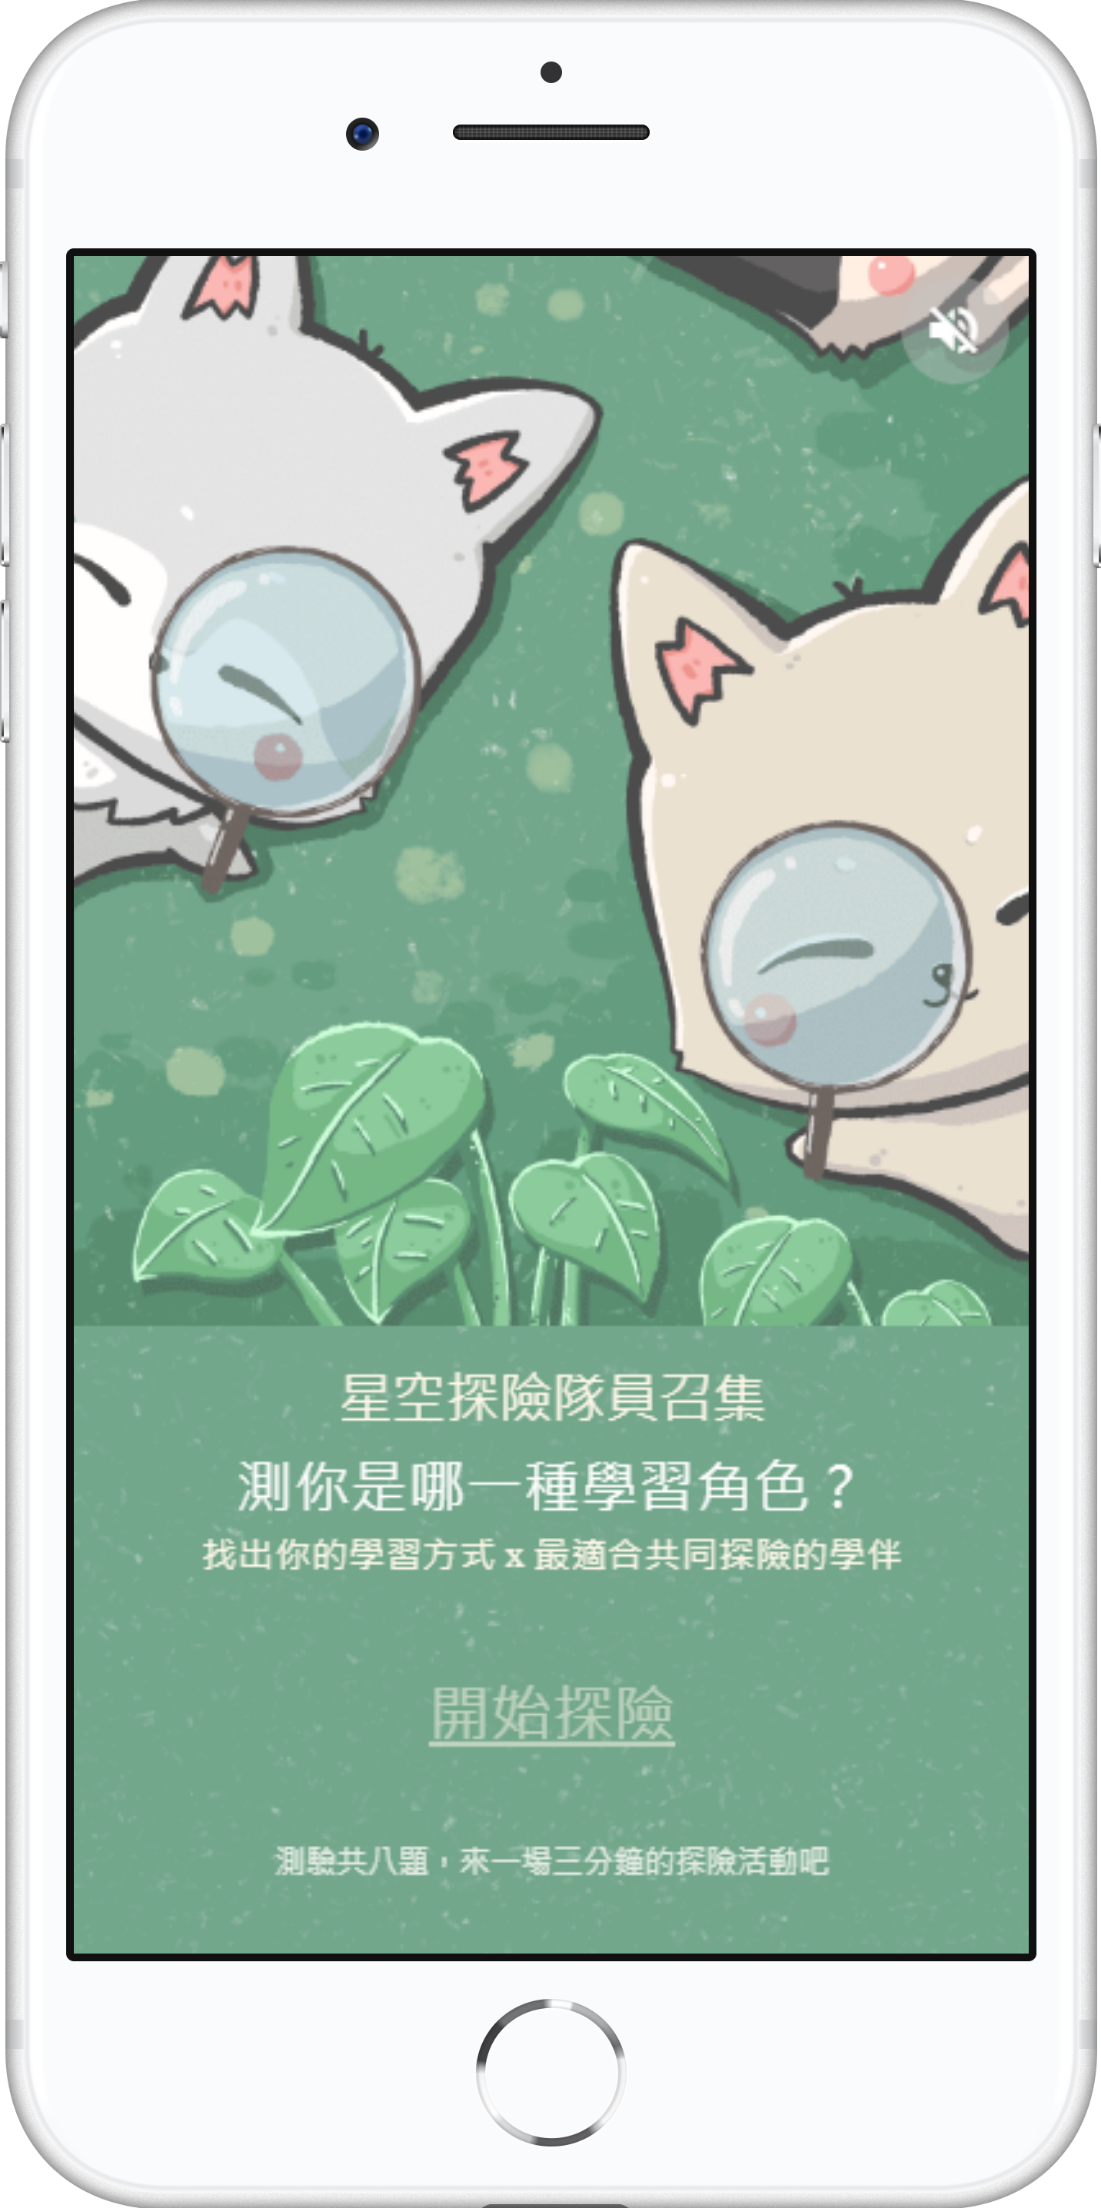 星空探險隊員召集
測你是哪一種學習角色？
找出你的學習方式 x 最適合共同探險的學伴
開始探險
測驗共八題，來一場三分鐘的探險活動吧